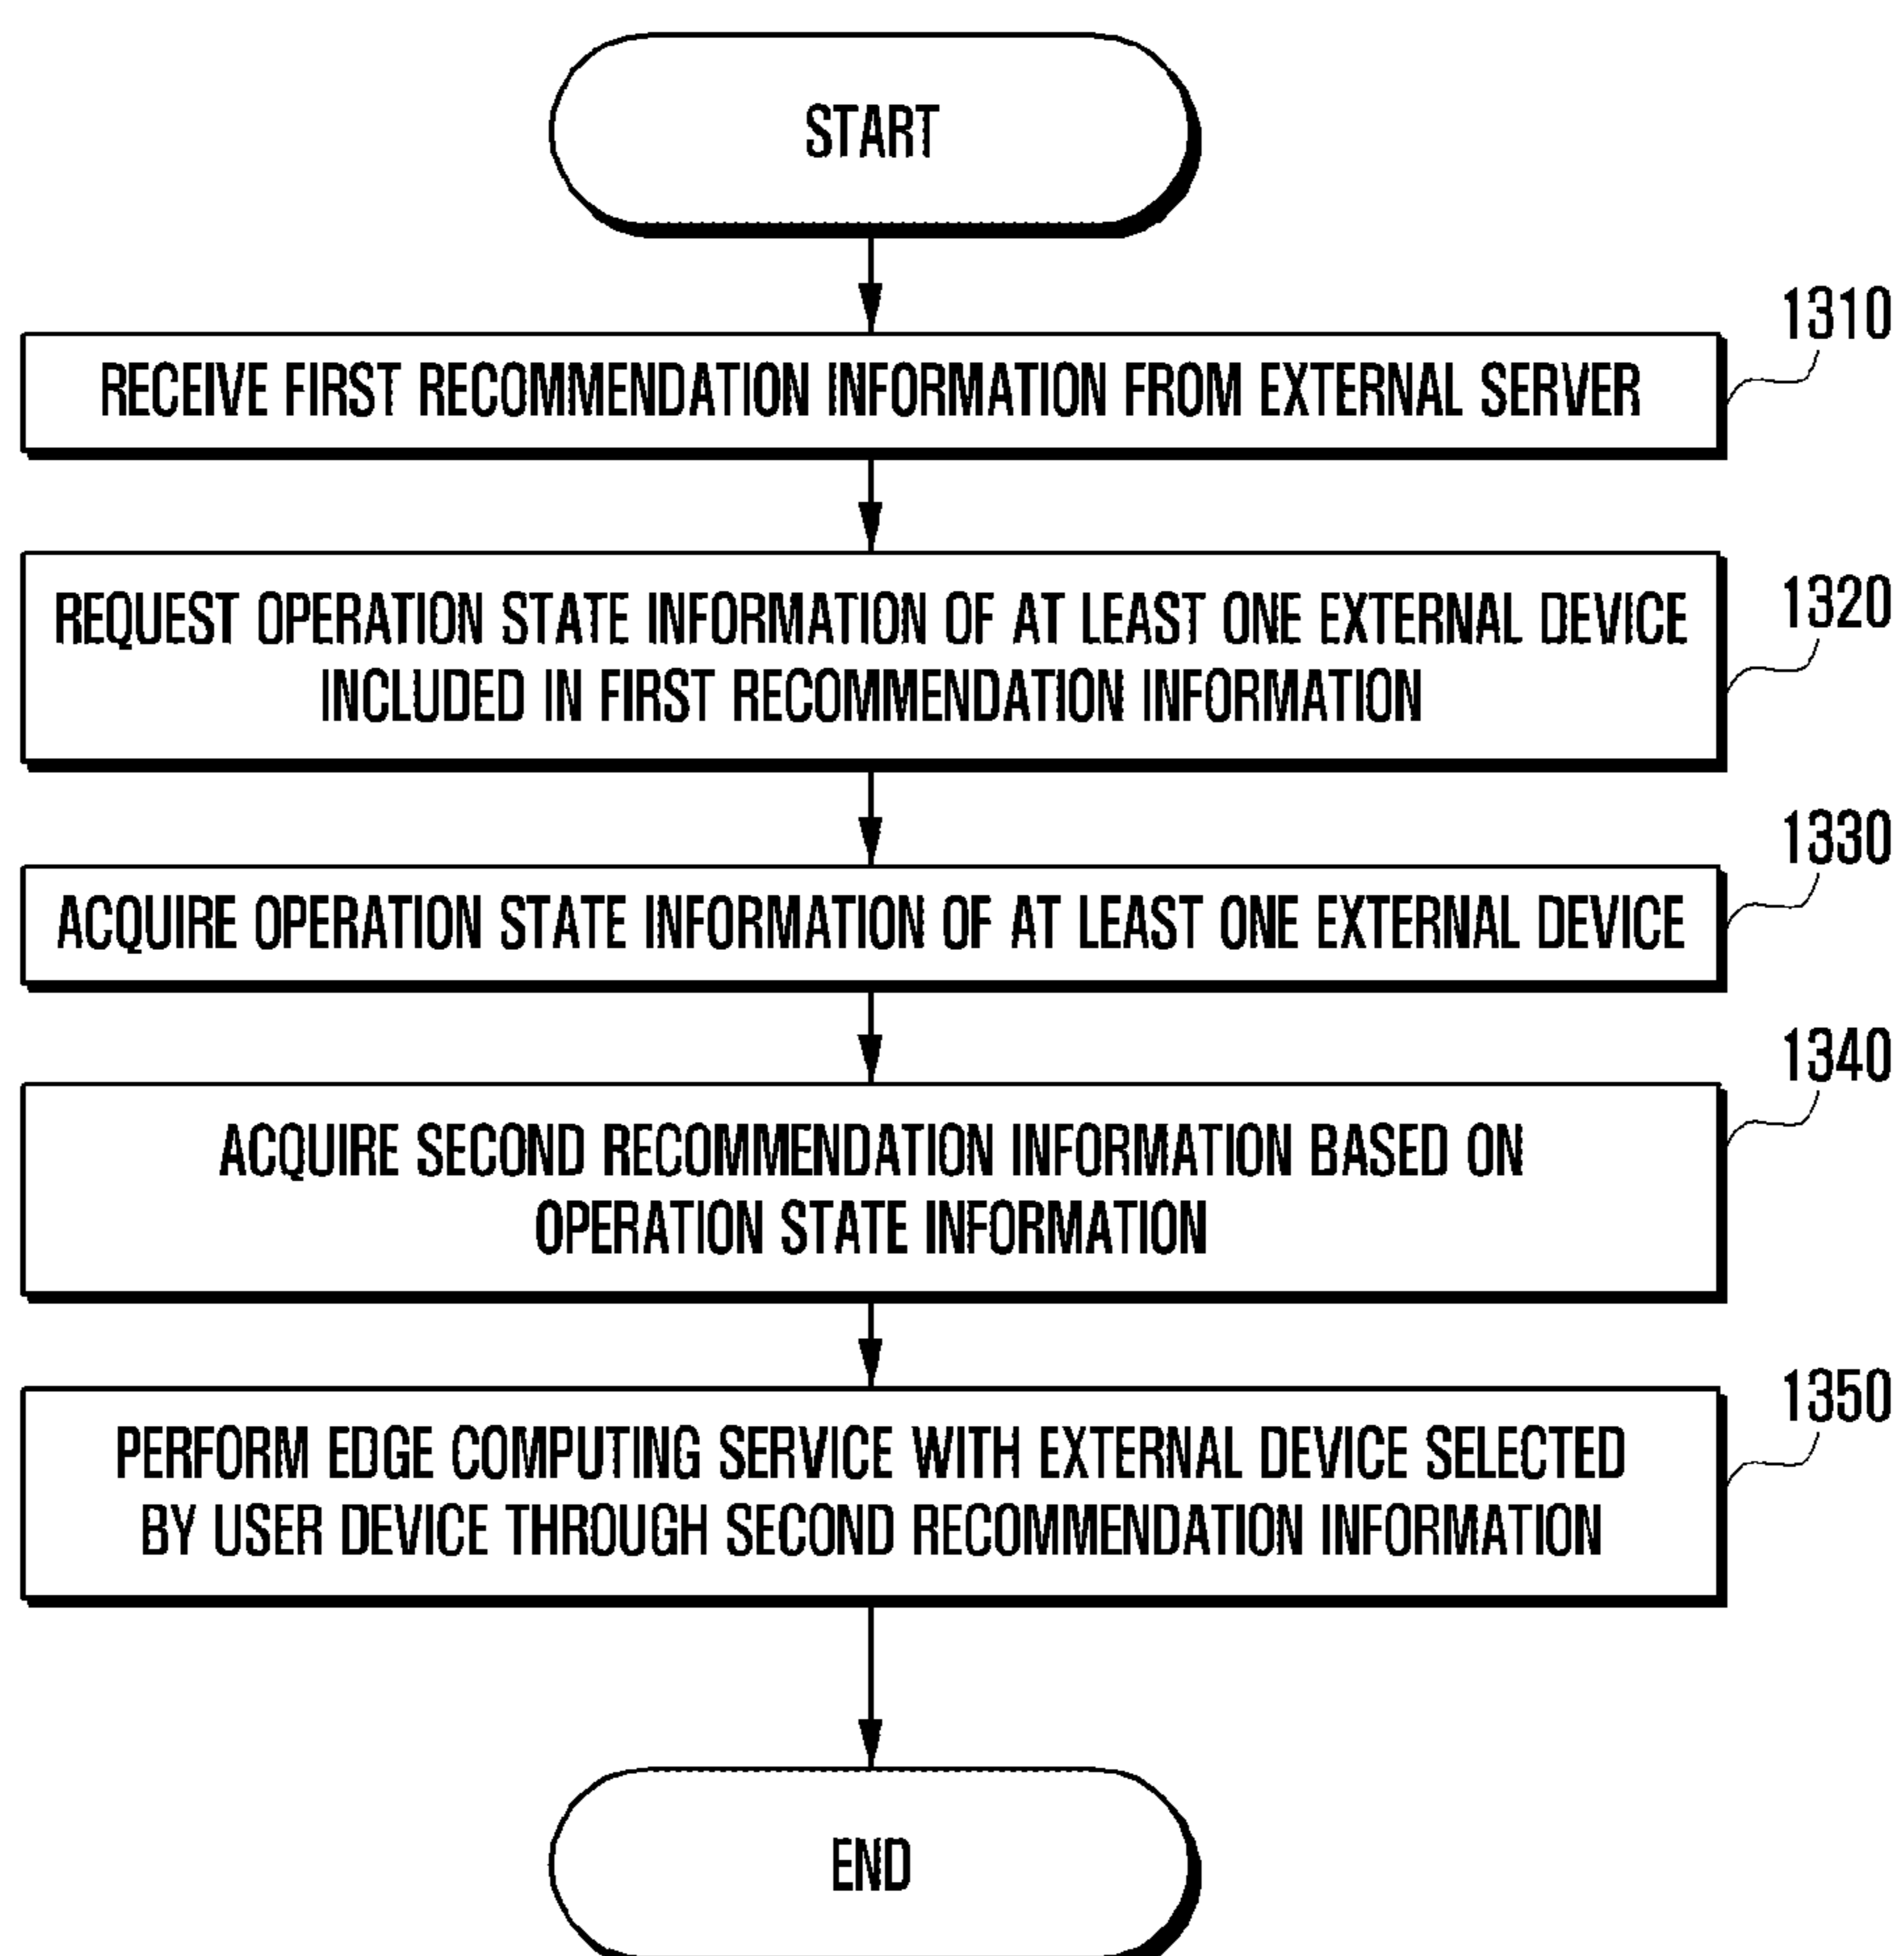 START
1310
RECEIVE FIRST RECOMMENDATION INFORMATION FROM EXTERNAL SERVER
1320
REQUEST OPERATION STATE INFORMATION OF AT LEAST ONE EXTERNAL DEVICE
INCLUDED IN FIRST RECOMMENDATION INFORMATION
1330
ACQUIRE OPERATION STATE INFORMATION OF AT LEAST ONE EXTERNAL DEVICE
1340
ACQUIRE SECOND RECOMMENDATION INFORMATION BASED ON
OPERATION STATE INFORMATION
1350
PERFORM EDGE COMPUTING SERVICE WITH EXTERNAL DEVICE SELECTED
BY USER DEVICE THROUGH SECOND RECOMMENDATION INFORMATION
END